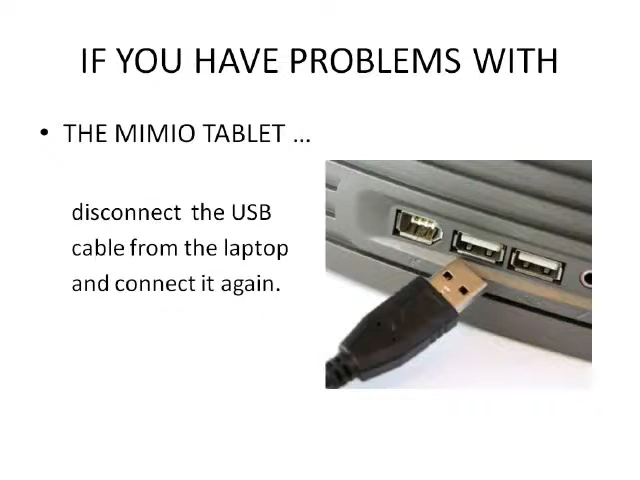 IF YOU HAVE PROBLEMS WITH
• THE MIMIO TABLET ...
disconnect the USB
cable from the laptop
and connect it again.